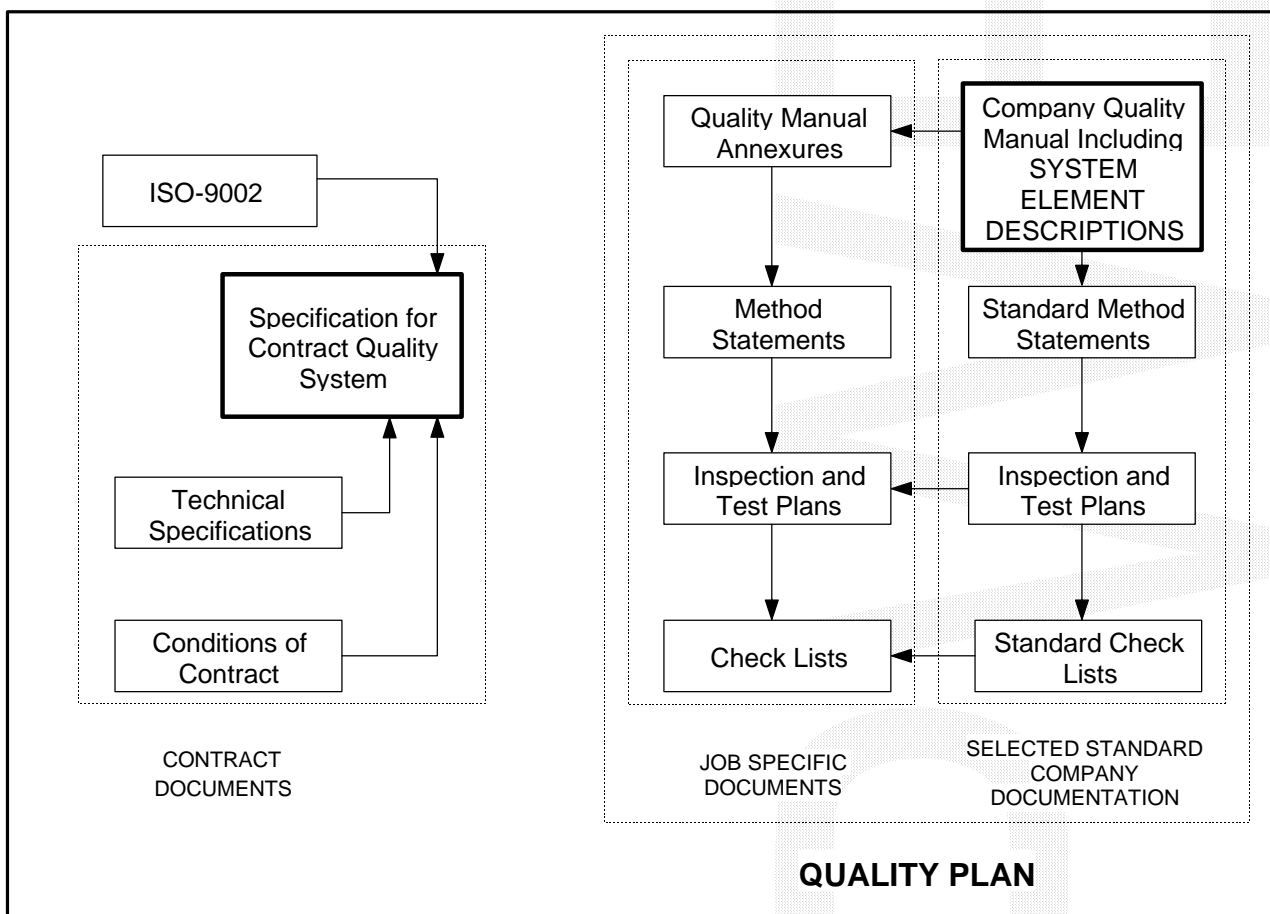 ISO-9002
Specification for
Contract Quality
System
Technical
Specifications
Conditions of
Contract
CONTRACT
DOCUMENTS
Quality Manual
Annexures
Method
Statements
Inspection and
Test Plans
Check Lists
JOB SPECIFIC
DOCUMENTS
Company Quality
Manual Including
SYSTEM
ELEMENT
DESCRIPTIONS
Standard Method
Statements
Inspection and
Test Plans
Standard Check
Lists
SELECTED STANDARD
COMPANY
DOCUMENTATION
QUALITY PLAN